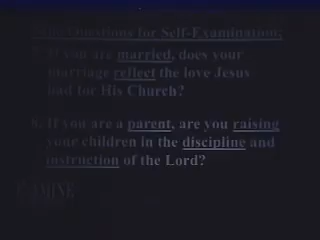 Questions for Self-Examination:
If you are married, does your
marriage reflect the love Jesus
had for His Church?
8. If you are a parent, are you raising
your children in the discipline and
instruction of the Lord?